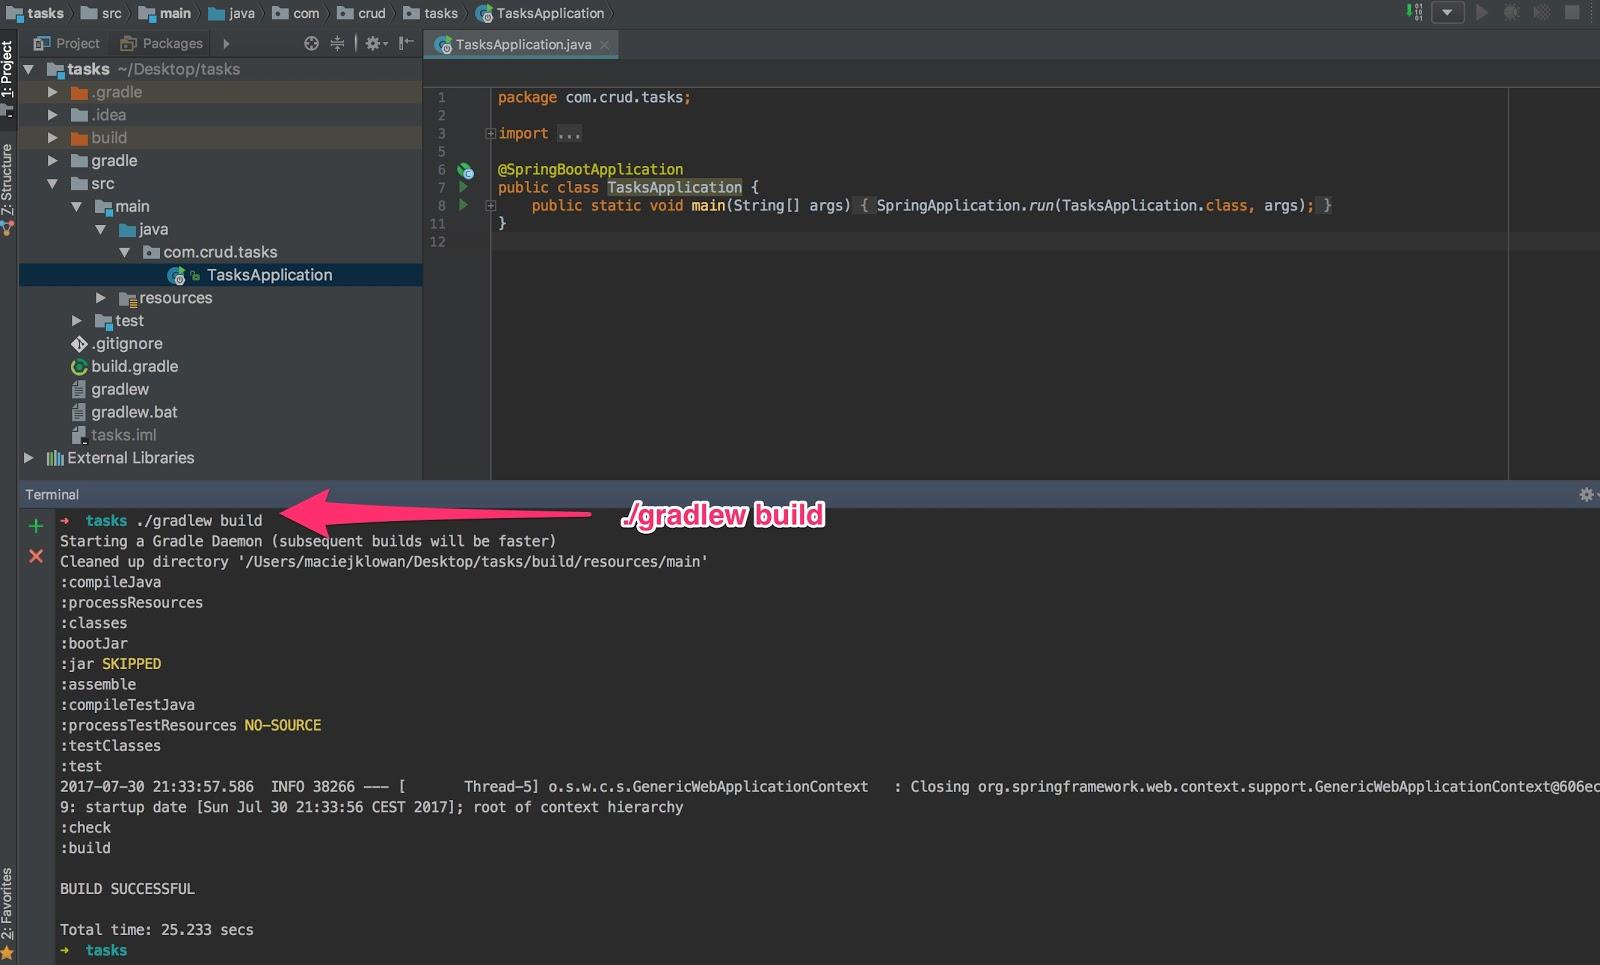 tasks src main java com crud tasks TasksApplication
Project Packages
TasksApplication.java
1: Project
7: Structure
2: Favorites
tasks ~/Desktop/tasks
.gradle
.idea
build
gradle
src
main
java
com.crud.tasks
TasksApplication
resources
test
.gitignore
build.gradle
gradlew
gradlew.bat
tasks.iml
External Libraries
1 package com.crud.tasks;
2
3 import ...
5
6 @SpringBootApplication
7 public class TasksApplication {
8 public static void main(String[] args) { SpringApplication.run(TasksApplication.class, args); }
11 }
12
Terminal
→ tasks ./gradlew build
./gradlew build
Starting a Gradle Daemon (subsequent builds will be faster)
Cleaned up directory '/Users/maciejklowan/Desktop/tasks/build/resources/main'
:compileJava
:processResources
:classes
:bootJar
:jar SKIPPED
:assemble
:compileTestJava
:processTestResources NO-SOURCE
:testClasses
:test
2017-07-30 21:33:57.586  INFO 38266 --- [       Thread-5] o.s.w.c.s.GenericWebApplicationContext   : Closing org.springframework.web.context.support.GenericWebApplicationContext@606ec
9: startup date [Sun Jul 30 21:33:56 CEST 2017]; root of context hierarchy
:check
:build
BUILD SUCCESSFUL
Total time: 25.233 secs
→ tasks